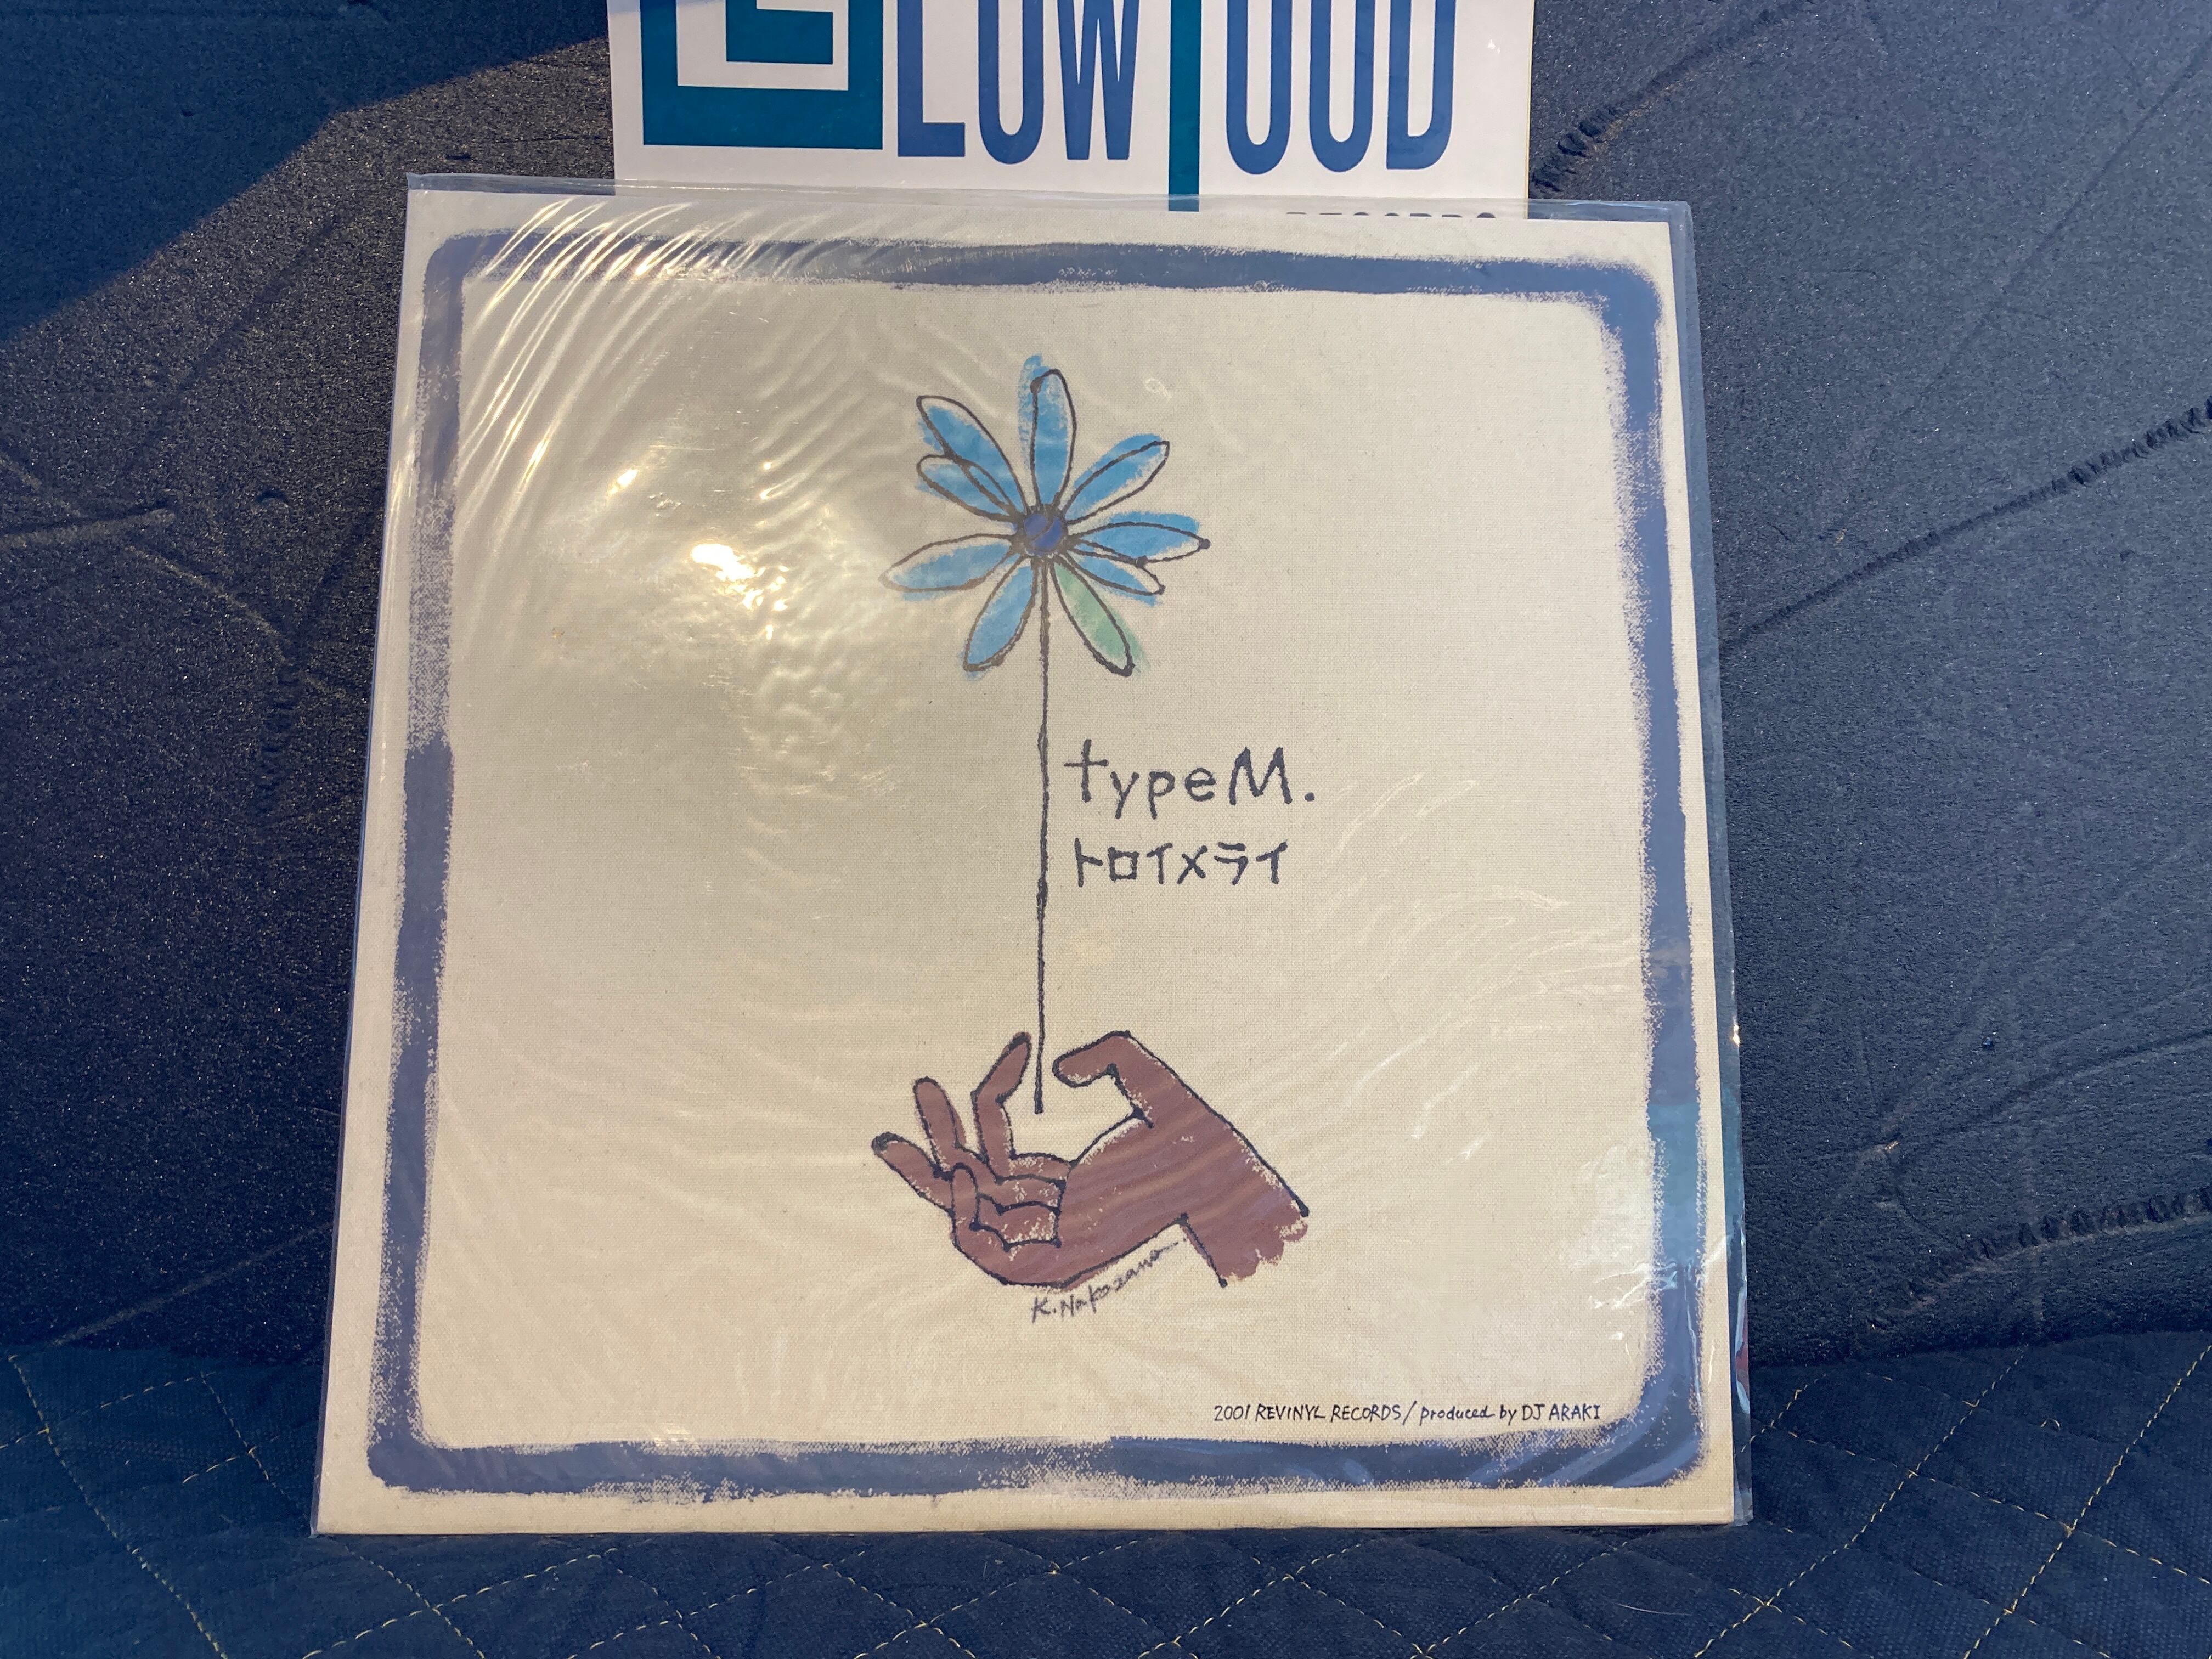 LOW
typeM.
トロイメライ
K.Nakazawa
2001 REVINYL RECORDS / produced by DJ ARAKI